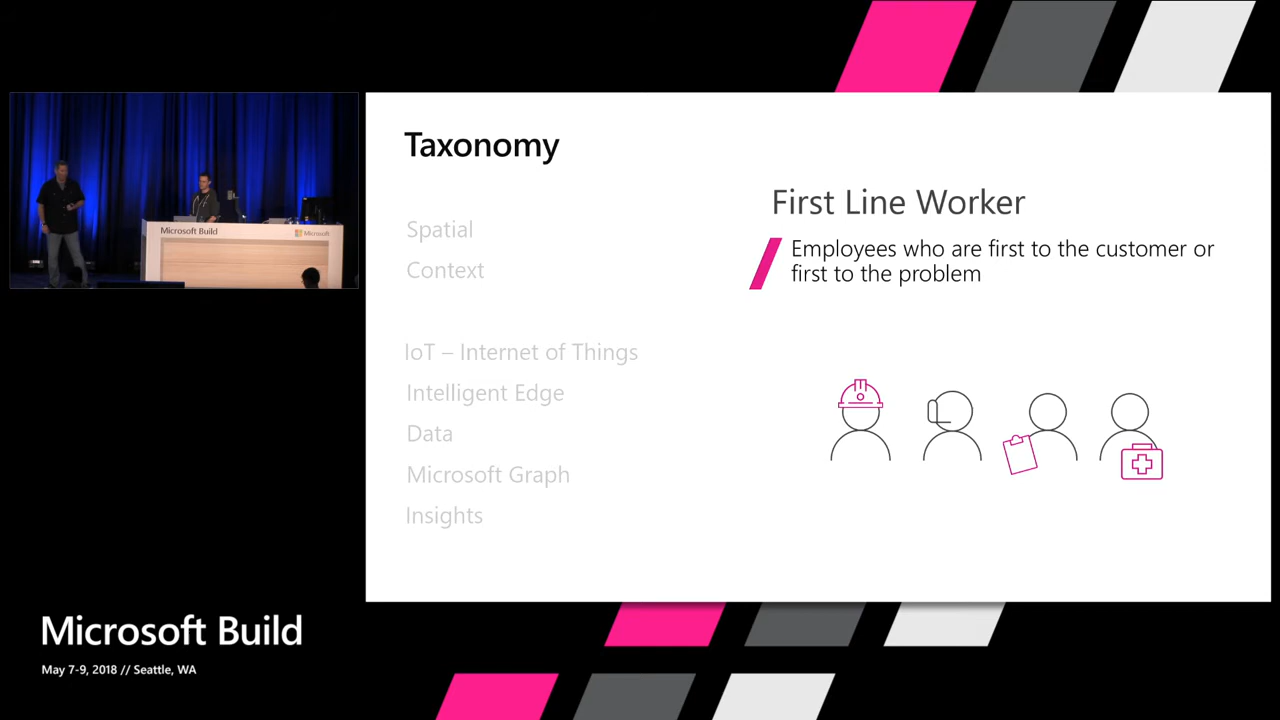 Taxonomy
Spatial
Context
IoT – Internet of Things
Intelligent Edge
Data
Microsoft Graph
Insights
First Line Worker
Employees who are first to the customer or
first to the problem
Microsoft Build
Microsoft
Microsoft Build
May 7-9, 2018 // Seattle, WA